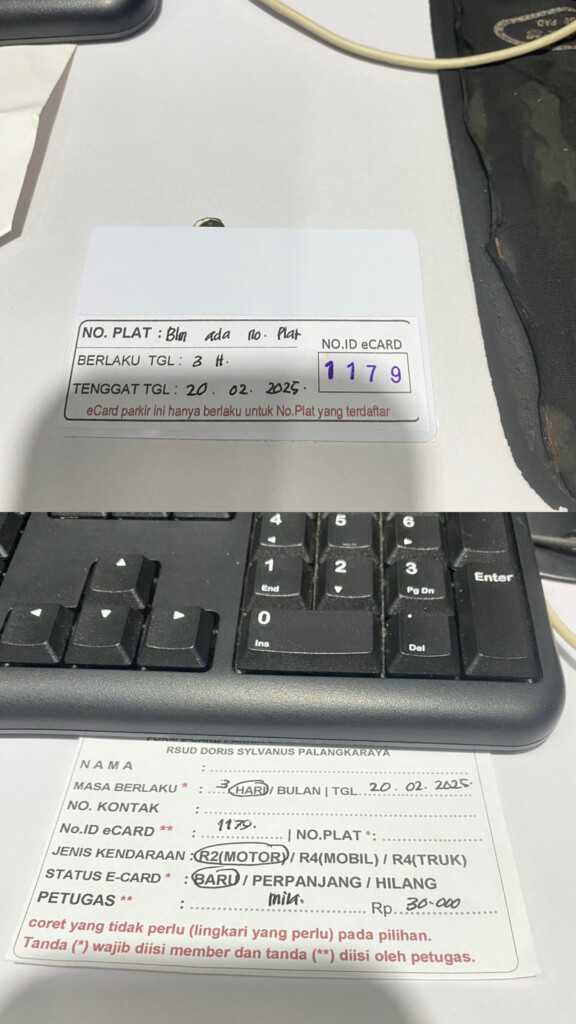 NO. PLAT : Blm ada no. Plat
NO.ID eCARD
BERLAKU TGL : 3 H.
1179
TENGGAT TGL : 20 . 02. 2025.
eCard parkir ini hanya berlaku untuk No.Plat yang terdaftar
4
5
6
1
End
2
3
Pg Dn
Enter
0
Ins
.
Del
RSUD DORIS SYLVANUS PALANGKARAYA
NAMA :
MASA BERLAKU * : 3 HARI / BULAN | TGL. 20 . 02. 2025.
NO. KONTAK :
No.ID eCARD ** : 1179. | NO.PLAT *:
JENIS KENDARAAN : R2(MOTOR) / R4(MOBIL) / R4(TRUK)
STATUS E-CARD * : BARU / PERPANJANG / HILANG
PETUGAS ** : Rp. 30.000
coret yang tidak perlu (lingkari yang perlu) pada pilihan.
Tanda (*) wajib diisi member dan tanda (**) diisi oleh petugas.